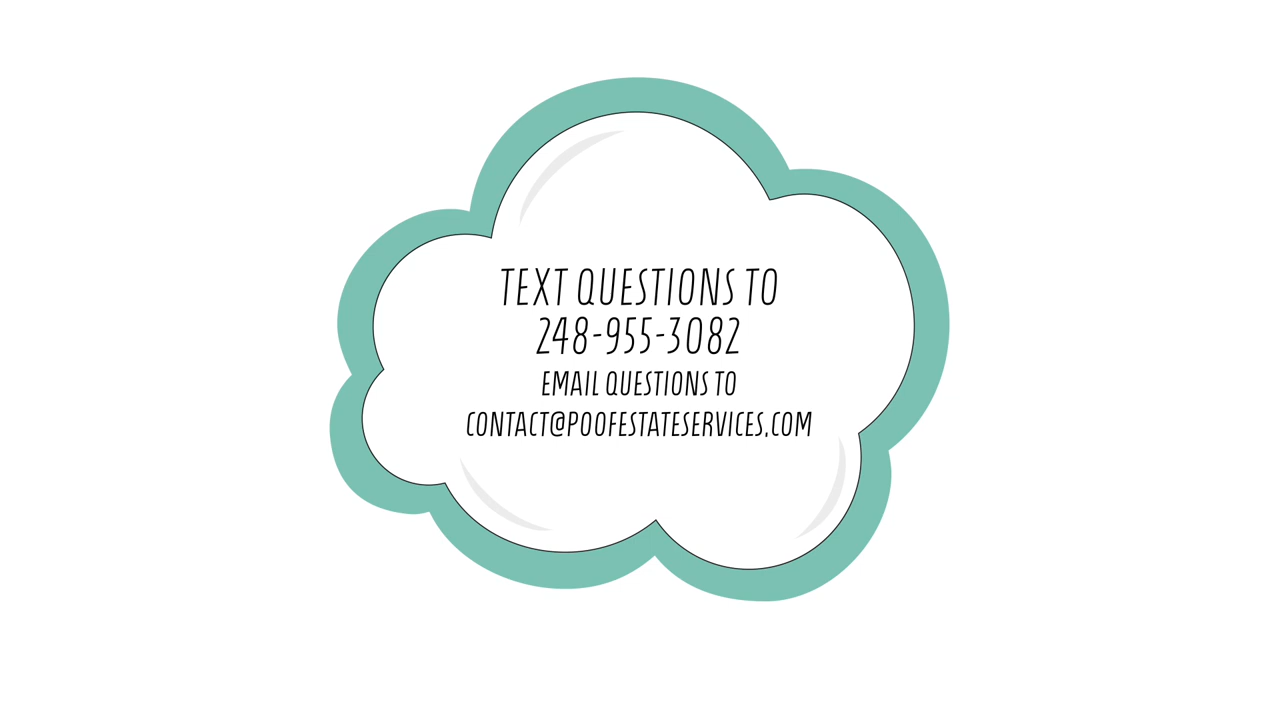 TEXT QUESTIONS TO
248-955-3082
EMAIL QUESTIONS TO
CONTACT@POOFESTATESERVICES.COM